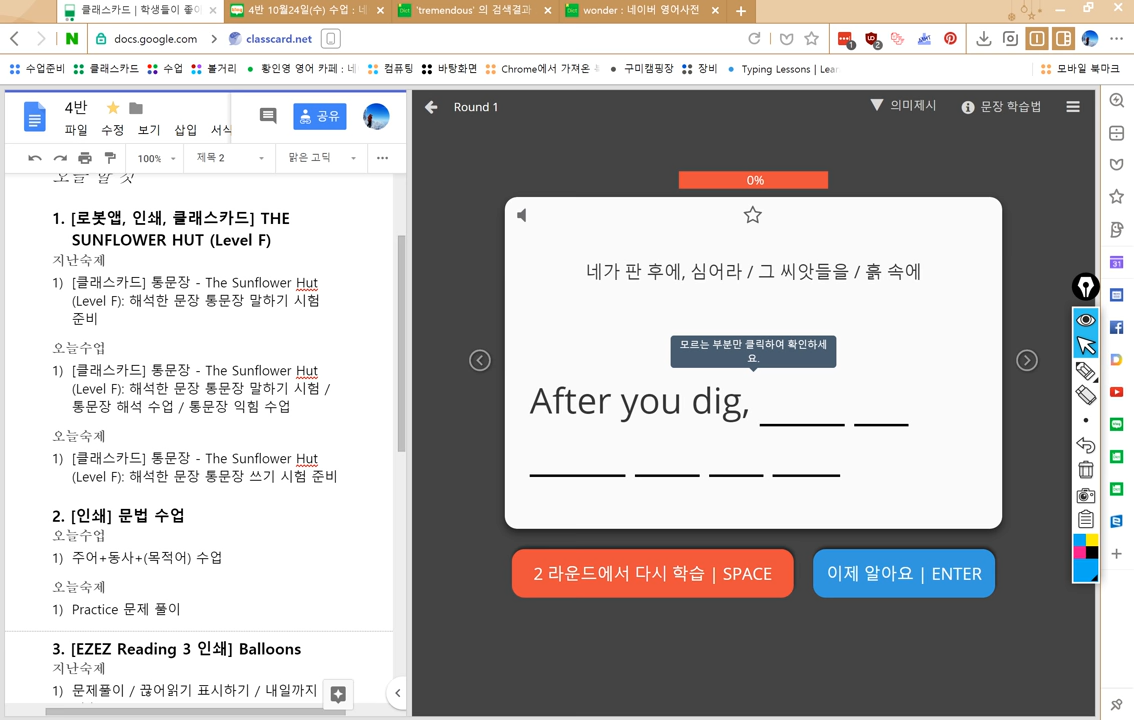 클래스카드 | 학생들이 좋아
4반 10월24일(수) 수업 : 네
'tremendous' 의 검색결과
wonder : 네이버 영어사전
docs.google.com
classcard.net
수업준비
클래스카드
수업
볼거리
황인영 영어 카페 : 네
컴퓨팅
바탕화면
Chrome에서 가져온
구미캠핑장
장비
Typing Lessons | Lear
모바일 북마크
4반
파일 수정 보기 삽입 서식
공유
100%
제목 2
맑은 고딕
오늘 할 것
1. [로봇앱, 인쇄, 클래스카드] THE
SUNFLOWER HUT (Level F)
지난숙제
1) [클래스카드] 통문장 - The Sunflower Hut
(Level F): 해석한 문장 통문장 말하기 시험
준비
오늘수업
1) [클래스카드] 통문장 - The Sunflower Hut
(Level F): 해석한 문장 통문장 말하기 시험 /
통문장 해석 수업 / 통문장 익힘 수업
오늘숙제
1) [클래스카드] 통문장 - The Sunflower Hut
(Level F): 해석한 문장 통문장 쓰기 시험 준비
2. [인쇄] 문법 수업
오늘수업
1) 주어+동사+(목적어) 수업
오늘숙제
1) Practice 문제 풀이
3. [EZEZ Reading 3 인쇄] Balloons
지난숙제
1) 문제풀이 / 끊어읽기 표시하기 / 내일까지
Round 1
의미제시
문장 학습법
0%
네가 판 후에, 심어라 / 그 씨앗들을 / 흙 속에
모르는 부분만 클릭하여 확인하세
요.
After you dig,
2 라운드에서 다시 학습 | SPACE
이제 알아요 | ENTER